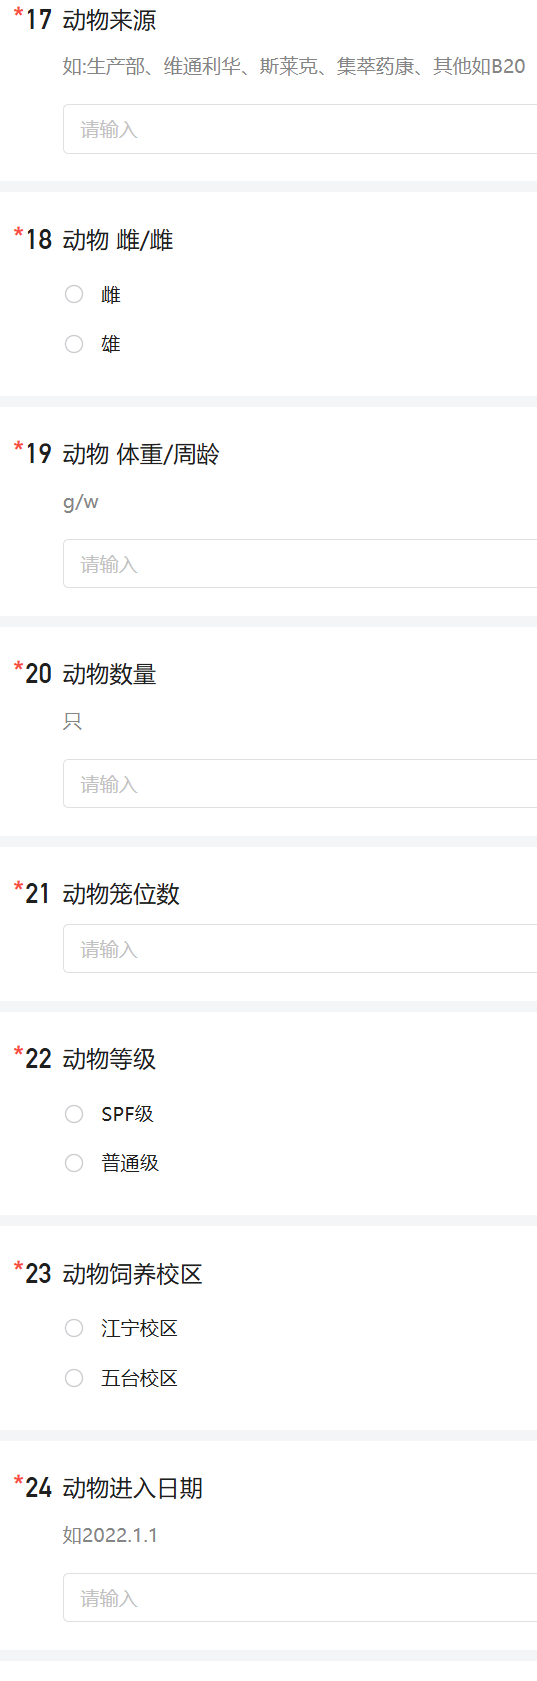 *17 动物来源
如:生产部、维通利华、斯莱克、集萃药康、其他如B20
请输入
*18 动物 雌/雌
雌
雄
*19 动物 体重/周龄
g/w
请输入
*20 动物数量
只
请输入
*21 动物笼位数
请输入
*22 动物等级
SPF级
普通级
*23 动物饲养校区
江宁校区
五台校区
*24 动物进入日期
如2022.1.1
请输入